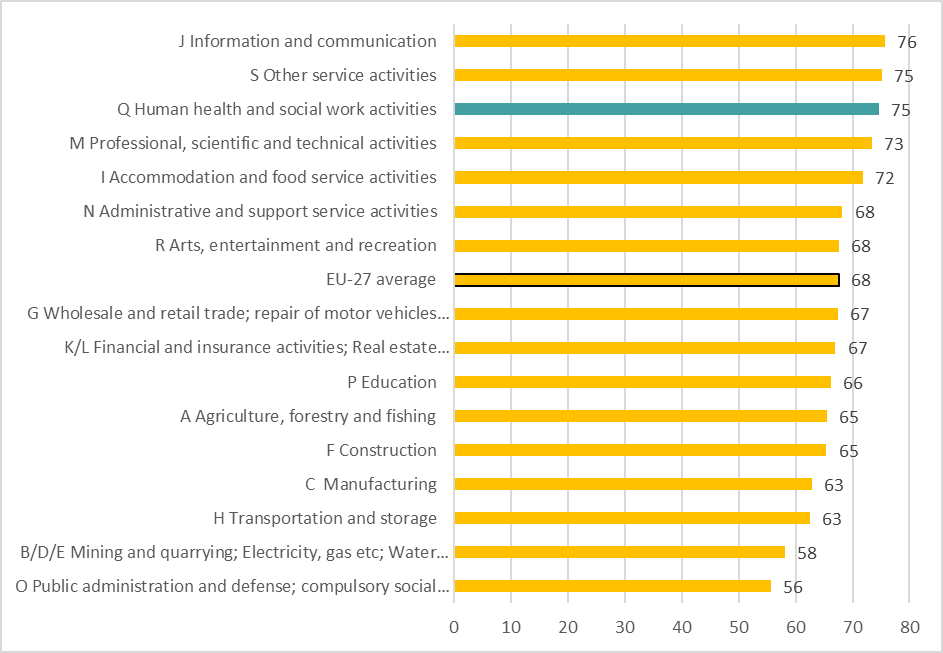 J Information and communication 76
S Other service activities 75
Q Human health and social work activities 75
M Professional, scientific and technical activities 73
I Accommodation and food service activities 72
N Administrative and support service activities 68
R Arts, entertainment and recreation 68
EU-27 average 68
G Wholesale and retail trade; repair of motor vehicles... 67
K/L Financial and insurance activities; Real estate... 67
P Education 66
A Agriculture, forestry and fishing 65
F Construction 65
C  Manufacturing 63
H Transportation and storage 63
B/D/E Mining and quarrying; Electricity, gas etc; Water... 58
O Public administration and defense; compulsory social... 56
0 10 20 30 40 50 60 70 80